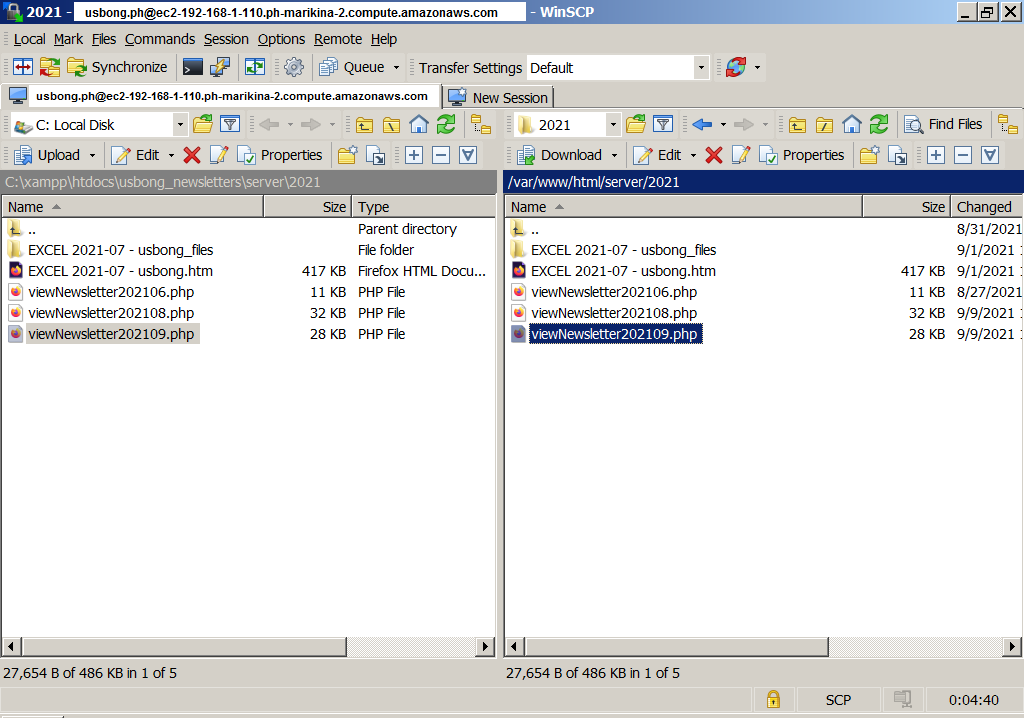 2021 - usbong.ph@ec2-192-168-1-110.ph-marikina-2.compute.amazonaws.com - WinSCP
Local Mark Files Commands Session Options Remote Help
Synchronize Queue Transfer Settings Default
usbong.ph@ec2-192-168-1-110.ph-marikina-2.compute.amazonaws.com New Session
C: Local Disk
Upload Edit Properties
C:\xampp\htdocs\usbong_newsletters\server\2021
Name Size Type
.. Parent directory
EXCEL 2021-07 - usbong_files File folder
EXCEL 2021-07 - usbong.htm 417 KB Firefox HTML Docu...
viewNewsletter202106.php 11 KB PHP File
viewNewsletter202108.php 32 KB PHP File
viewNewsletter202109.php 28 KB PHP File
27,654 B of 486 KB in 1 of 5
2021 Find Files
Download Edit Properties
/var/www/html/server/2021
Name Size Changed
.. 8/31/2021
EXCEL 2021-07 - usbong_files 9/1/2021
EXCEL 2021-07 - usbong.htm 417 KB 9/1/2021
viewNewsletter202106.php 11 KB 8/27/2021
viewNewsletter202108.php 32 KB 9/9/2021
viewNewsletter202109.php 28 KB 9/9/2021
27,654 B of 486 KB in 1 of 5
SCP 0:04:40